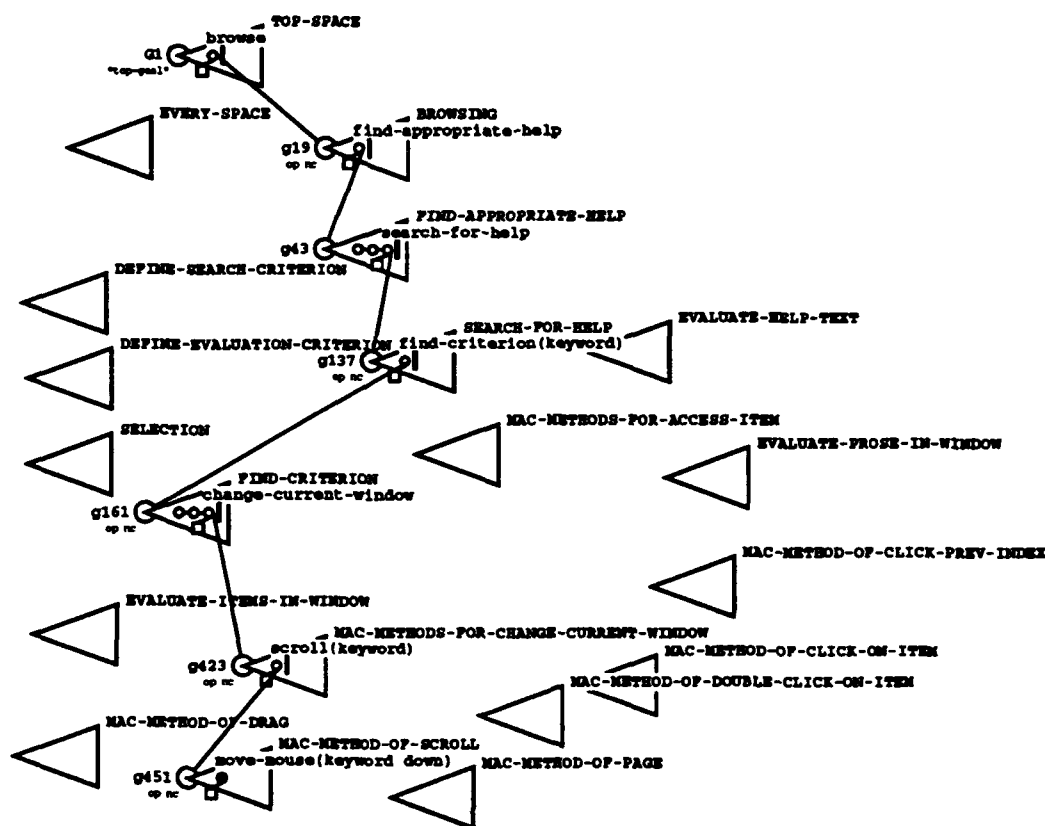 TOP-SPACE
browse
G1
"top-goal"
EVERY-SPACE
BROWSING
find-appropriate-help
g19
op nc
FIND-APPROPRIATE-HELP
search-for-help
g43
DEFINE-SEARCH-CRITERION
SEARCH-FOR-HELP
EVALUATE-HELP-TEXT
DEFINE-EVALUATION-CRITERION
find-criterion(keyword)
g137
op nc
SELECTION
MAC-METHODS-FOR-ACCESS-ITEM
EVALUATE-PROSE-IN-WINDOW
FIND-CRITERION
change-current-window
g161
op nc
MAC-METHOD-OF-CLICK-PREV-INDEX
EVALUATE-ITEMS-IN-WINDOW
MAC-METHODS-FOR-CHANGE-CURRENT-WINDOW
scroll(keyword)
g423
op nc
MAC-METHOD-OF-CLICK-ON-ITEM
MAC-METHOD-OF-DOUBLE-CLICK-ON-ITEM
MAC-METHOD-OF-DRAG
MAC-METHOD-OF-SCROLL
move-mouse(keyword down)
g451
op nc
MAC-METHOD-OF-PAGE